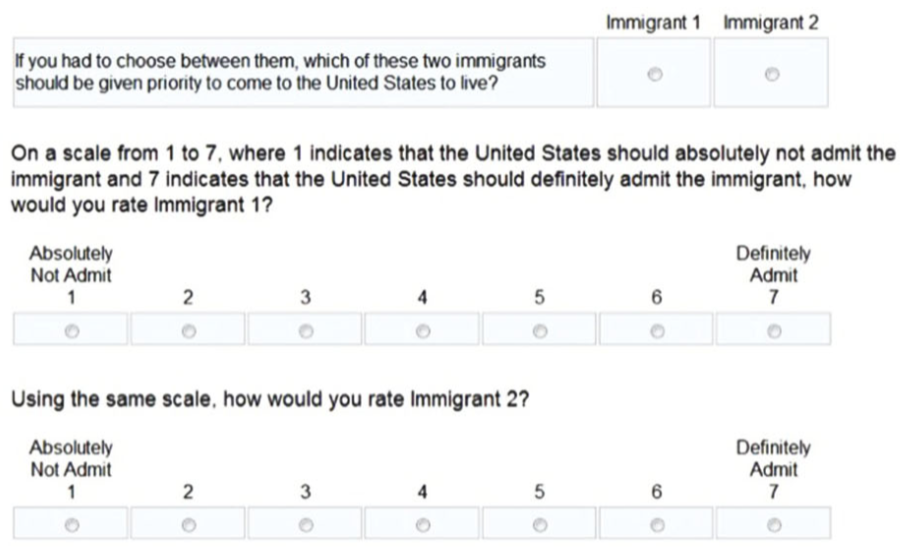 Immigrant 1 Immigrant 2
If you had to choose between them, which of these two immigrants
should be given priority to come to the United States to live?
On a scale from 1 to 7, where 1 indicates that the United States should absolutely not admit the
immigrant and 7 indicates that the United States should definitely admit the immigrant, how
would you rate Immigrant 1?
Absolutely Definitely
Not Admit Admit
1 2 3 4 5 6 7
Using the same scale, how would you rate Immigrant 2?
Absolutely Definitely
Not Admit Admit
1 2 3 4 5 6 7